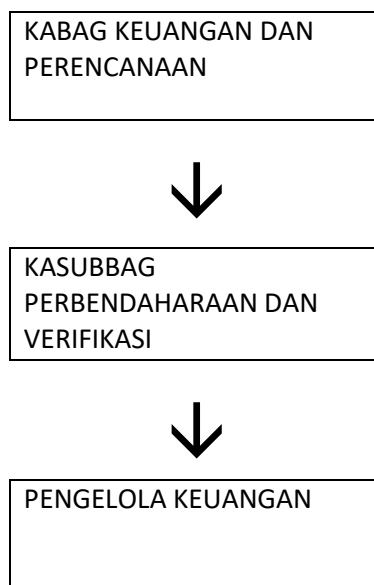 KABAG KEUANGAN DAN
PERENCANAAN
KASUBBAG
PERBENDAHARAAN DAN
VERIFIKASI
PENGELOLA KEUANGAN